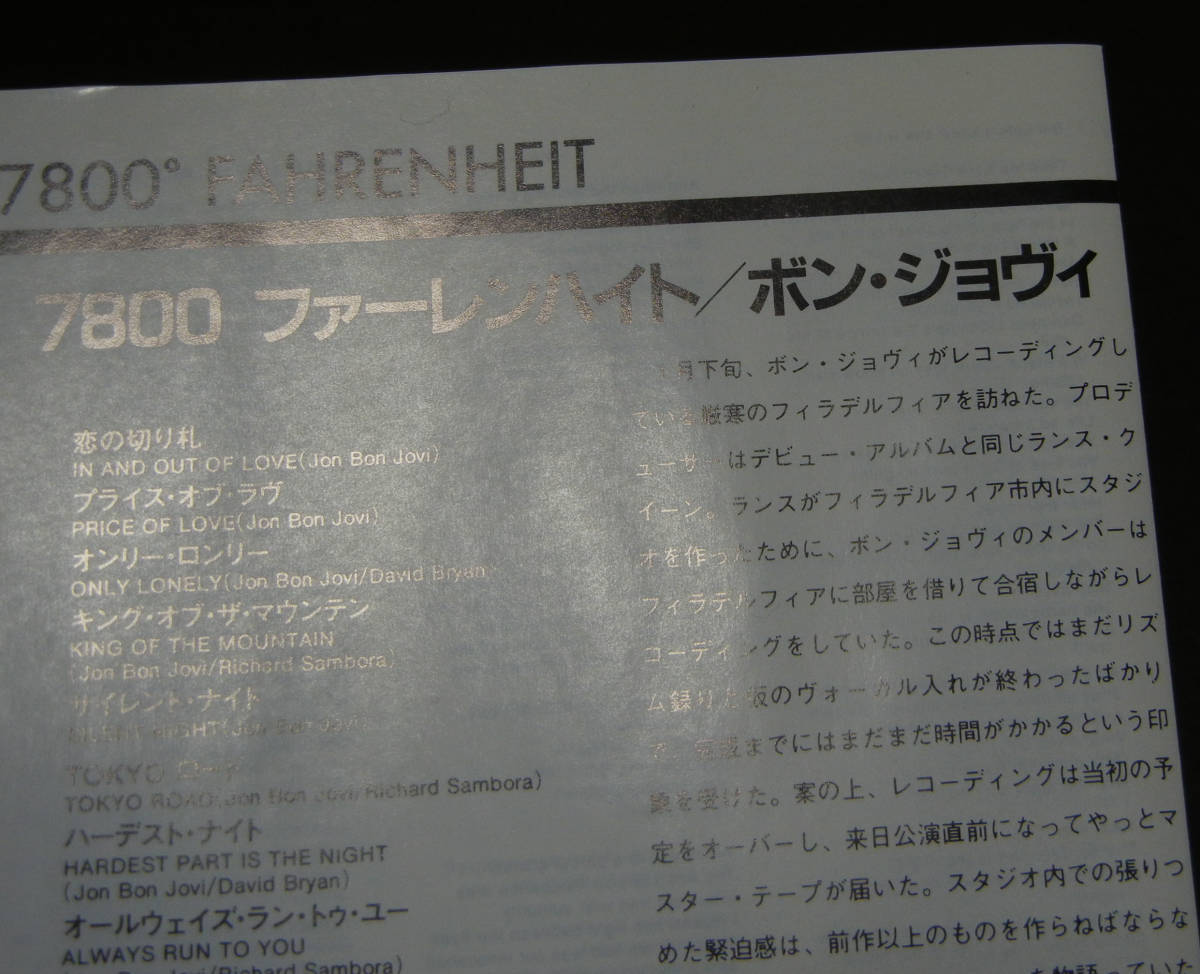 7800° FAHRENHEIT
7800 ファーレンハイト/ボン・ジョヴィ
恋の切り札
IN AND OUT OF LOVE(Jon Bon Jovi)
プライス・オブ・ラヴ
PRICE OF LOVE(Jon Bon Jovi)
オンリー・ロンリー
ONLY LONELY(Jon Bon Jovi/David Bryan)
キング・オブ・ザ・マウンテン
KING OF THE MOUNTAIN
(Jon Bon Jovi/Richard Sambora)
サイレント・ナイト
SILENT NIGHT(Jon Bon Jovi)
TOKYO ロード
TOKYO ROAD(Jon Bon Jovi/Richard Sambora)
ハーデスト・ナイト
HARDEST PART IS THE NIGHT
(Jon Bon Jovi/David Bryan)
オールウェイズ・ラン・トゥ・ユー
ALWAYS RUN TO YOU
(Jon Bon Jovi/Richard Sambora)
月下旬、ボン・ジョヴィがレコーディングし
ている厳寒のフィラデルフィアを訪ねた。プロデ
ューサーはデビュー・アルバムと同じランス・ク
イーン。ランスがフィラデルフィア市内にスタジ
オを作ったために、ボン・ジョヴィのメンバーは
フィラデルフィアに部屋を借りて合宿しながらレ
コーディングをしていた。この時点ではまだリズ
ム録りと仮のヴォーカル入れが終わったばかり
で、完成までにはまだまだ時間がかかるという印
象を受けた。案の上、レコーディングは当初の予
定をオーバーし、来日公演直前になってやっとマ
スター・テープが届いた。スタジオ内での張りつ
めた緊迫感は、前作以上のものを作らねばならな
物語っていた